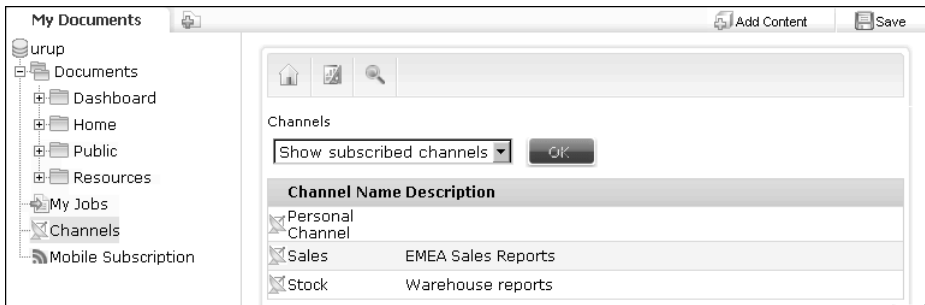 My Documents
Add Content
Save
urup
Documents
Dashboard
Home
Public
Resources
My Jobs
Channels
Mobile Subscription
Channels
Show subscribed channels
OK
Channel Name Description
Personal
Channel
Sales EMEA Sales Reports
Stock Warehouse reports